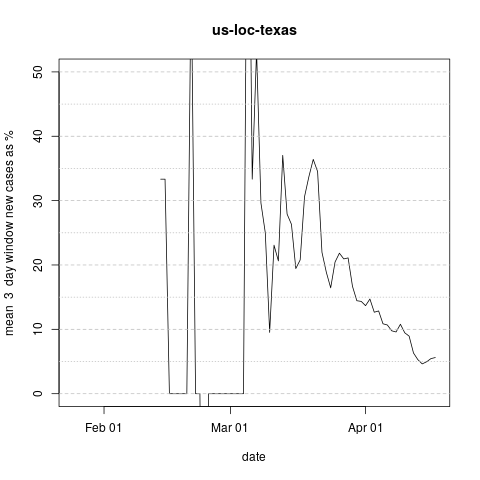 us-loc-texas
mean  3  day window new cases as %
50
40
30
20
10
0
Feb 01
Mar 01
Apr 01
date